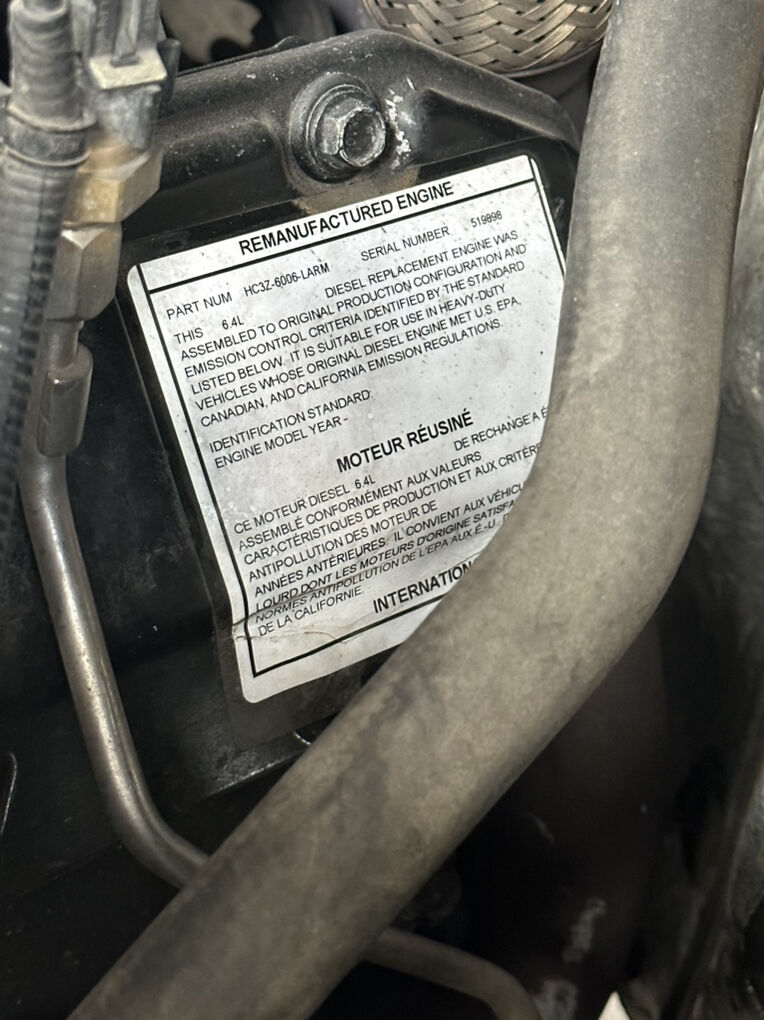 REMANUFACTURED ENGINE
PART NUM HC3Z-6006-LARM SERIAL NUMBER 519898
THIS 6.4L DIESEL REPLACEMENT ENGINE WAS
ASSEMBLED TO ORIGINAL PRODUCTION CONFIGURATION AND
EMISSION CONTROL CRITERIA IDENTIFIED BY THE STANDARD
LISTED BELOW. IT IS SUITABLE FOR USE IN HEAVY-DUTY
VEHICLES WHOSE ORIGINAL DIESEL ENGINE MET U.S. EPA,
CANADIAN, AND CALIFORNIA EMISSION REGULATIONS.
IDENTIFICATION STANDARD:
ENGINE MODEL YEAR -
MOTEUR RÉUSINÉ
CE MOTEUR DIESEL 6.4L DE RECHANGE A É
ASSEMBLÉ CONFORMÉMENT AUX VALEURS
CARACTÉRISTIQUES DE PRODUCTION ET AUX CRITÈRE
ANTIPOLLUTION DES MOTEUR DE
ANNÉES ANTÉRIEURES: IL CONVIENT AUX VÉHICU
LOURD DONT LES MOTEURS D'ORIGINE SATISFA
NORMES ANTIPOLLUTION DE L'EPA AUX É.-U.,
DE LA CALIFORNIE.
INTERNATION